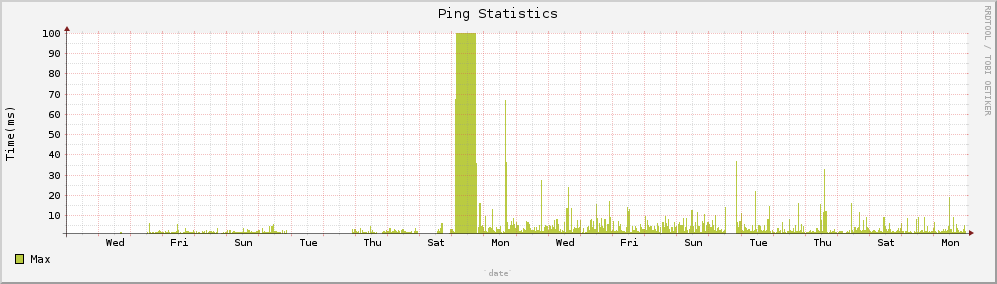 Ping Statistics
RRDTOOL / TOBI OETIKER
Time(ms)
100
90
80
70
60
50
40
30
20
10
Wed Fri Sun Tue Thu Sat Mon Wed Fri Sun Tue Thu Sat Mon
Max
`date`